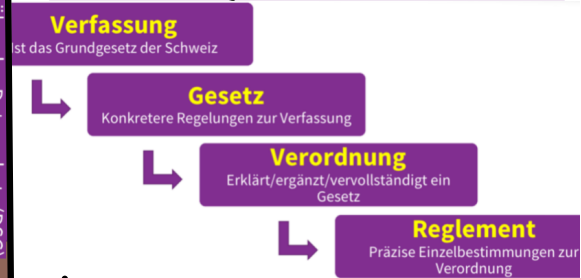 Verfassung
Ist das Grundgesetz der Schweiz
Gesetz
Konkretere Regelungen zur Verfassung
Verordnung
Erklärt/ergänzt/vervollständigt ein
Gesetz
Reglement
Präzise Einzelbestimmungen zur
Verordnung